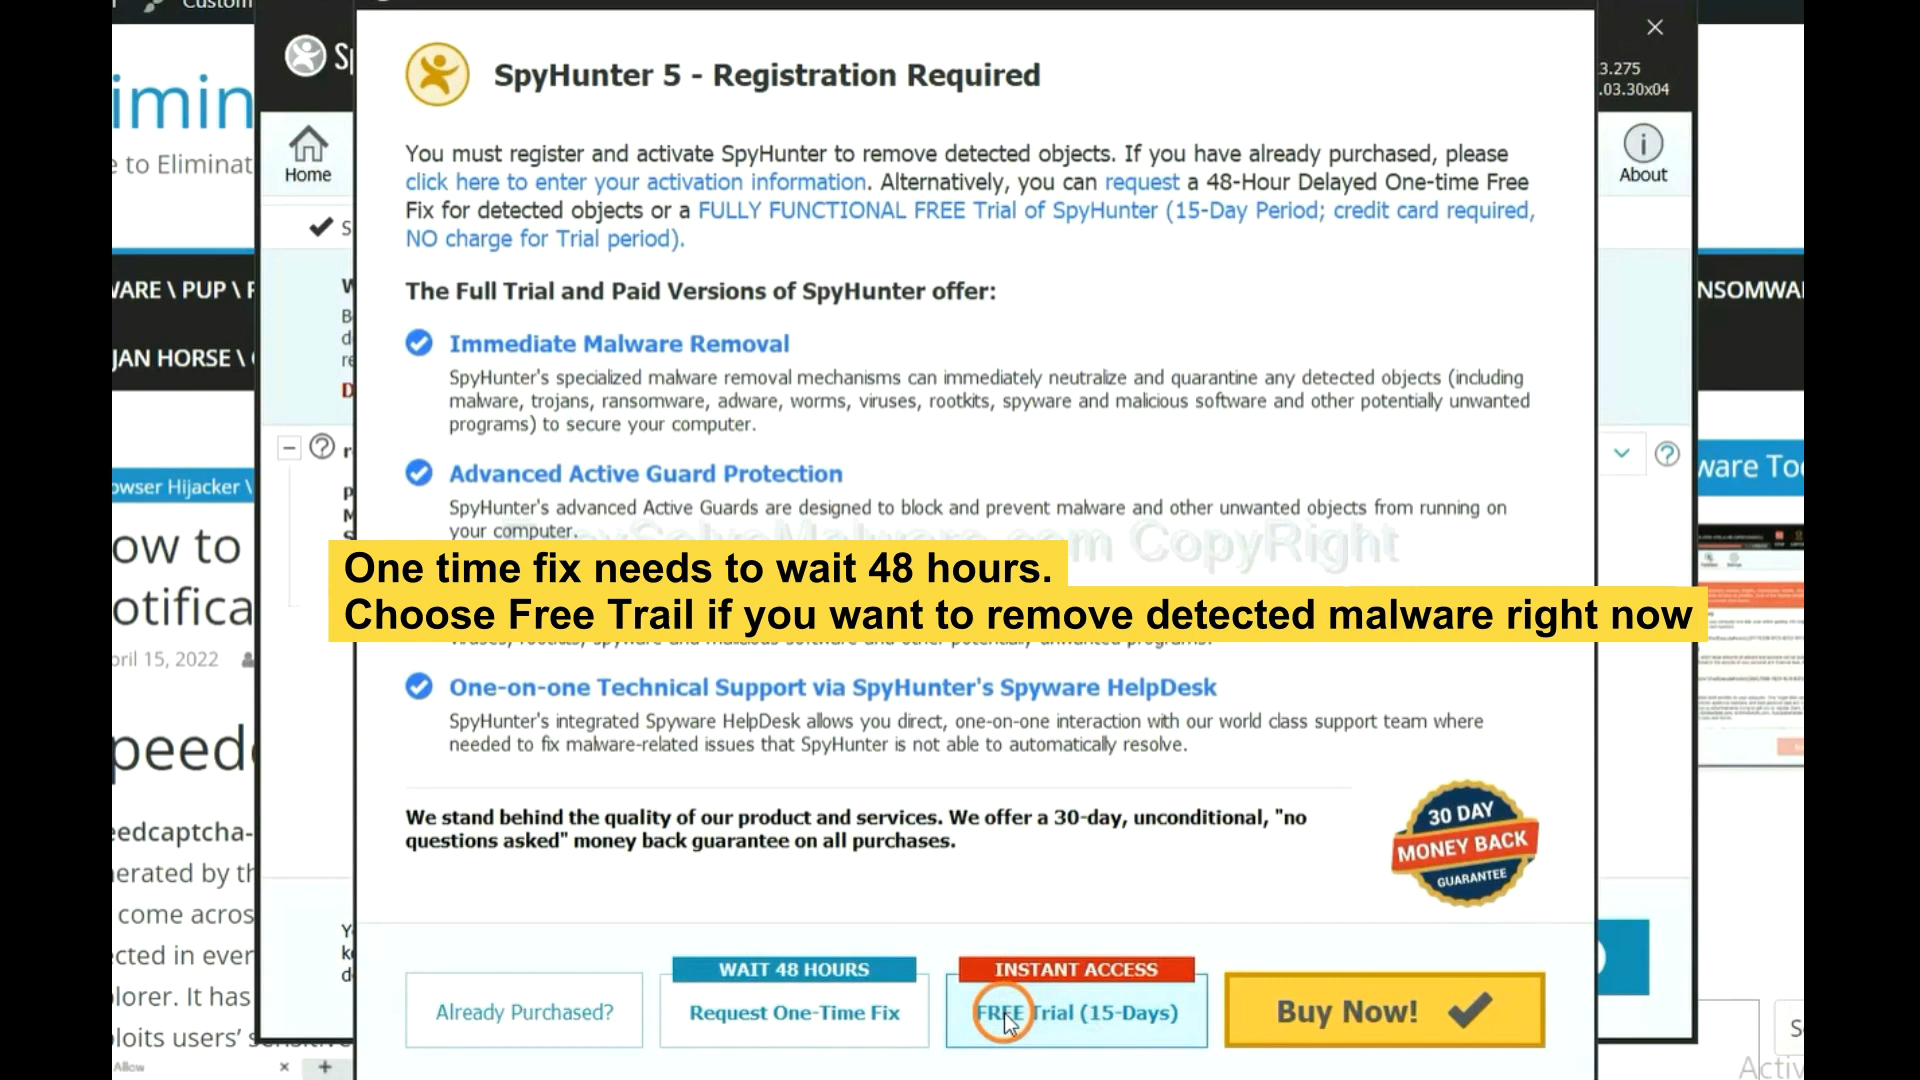 Custom
Sp
SpyHunter 5 - Registration Required
3.275
.03.30x04
imin
e to Eliminat
Home
About
You must register and activate SpyHunter to remove detected objects. If you have already purchased, please
click here to enter your activation information. Alternatively, you can request a 48-Hour Delayed One-time Free
Fix for detected objects or a FULLY FUNCTIONAL FREE Trial of SpyHunter (15-Day Period; credit card required,
NO charge for Trial period).
S
WARE \ PUP \
NSOMWA
The Full Trial and Paid Versions of SpyHunter offer:
JAN HORSE \
Immediate Malware Removal
SpyHunter's specialized malware removal mechanisms can immediately neutralize and quarantine any detected objects (including
malware, trojans, ransomware, adware, worms, viruses, rootkits, spyware and malicious software and other potentially unwanted
programs) to secure your computer.
owser Hijacker \
ware Too
Advanced Active Guard Protection
SpyHunter's advanced Active Guards are designed to block and prevent malware and other unwanted objects from running on
your computer.
m CopyRight
One time fix needs to wait 48 hours.
Choose Free Trail if you want to remove detected malware right now
ow to
otifica
pril 15, 2022
One-on-one Technical Support via SpyHunter's Spyware HelpDesk
SpyHunter's integrated Spyware HelpDesk allows you direct, one-on-one interaction with our world class support team where
needed to fix malware-related issues that SpyHunter is not able to automatically resolve.
peed
We stand behind the quality of our product and services. We offer a 30-day, unconditional, "no
questions asked" money back guarantee on all purchases.
30 DAY
MONEY BACK
GUARANTEE
eedcaptcha-
erated by th
come acros
cted in ever
lorer. It has
ploits users' sensitive
WAIT 48 HOURS
INSTANT ACCESS
Already Purchased?
Request One-Time Fix
FREE Trial (15-Days)
Buy Now!
Allow
Activ